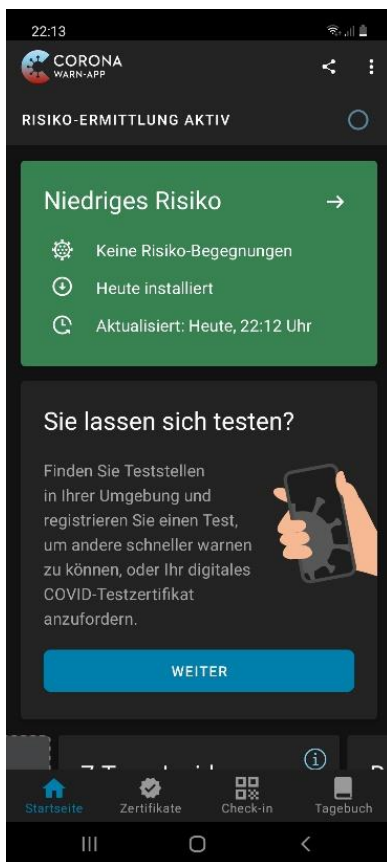 22:13
CORONA
WARN-APP
RISIKO-ERMITTLUNG AKTIV
Niedriges Risiko
Keine Risiko-Begegnungen
Heute installiert
Aktualisiert: Heute, 22:12 Uhr
Sie lassen sich testen?
Finden Sie Teststellen
in Ihrer Umgebung und
registrieren Sie einen Test,
um andere schneller warnen
zu können, oder Ihr digitales
COVID-Testzertifikat
anzufordern.
WEITER
Startseite
Zertifikate
Check-in
Tagebuch